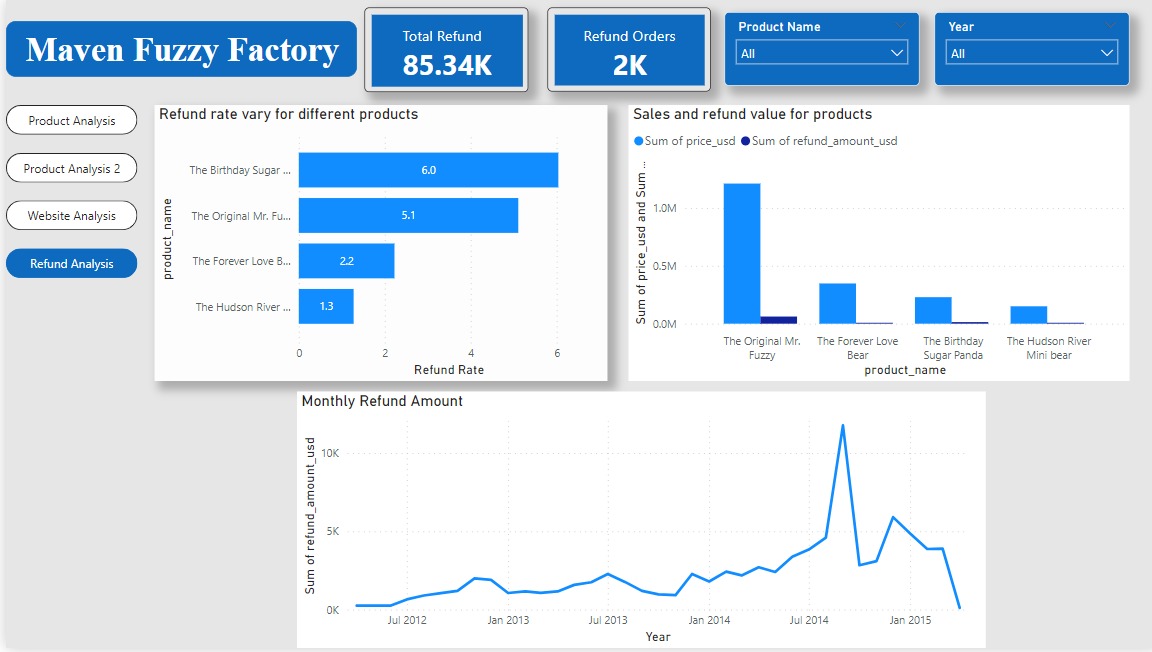 Maven Fuzzy Factory
Total Refund
85.34K
Refund Orders
2K
Product Name
All
Year
All
Product Analysis
Product Analysis 2
Website Analysis
Refund Analysis
Refund rate vary for different products
product_name
The Birthday Sugar ...
6.0
The Original Mr. Fu...
5.1
The Forever Love B...
2.2
The Hudson River ...
1.3
0 2 4 6
Refund Rate
Sales and refund value for products
Sum of price_usd Sum of refund_amount_usd
Sum of price_usd and Sum ...
1.0M
0.5M
0.0M
The Original Mr.
Fuzzy
The Forever Love
Bear
The Birthday
Sugar Panda
The Hudson River
Mini bear
product_name
Monthly Refund Amount
Sum of refund_amount_usd
10K
5K
0K
Jul 2012 Jan 2013 Jul 2013 Jan 2014 Jul 2014 Jan 2015
Year